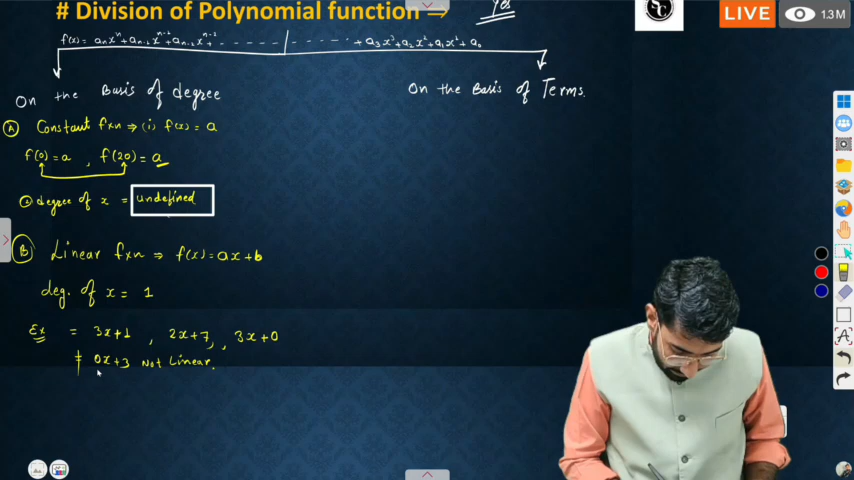 # Division of Polynomial function ⇒ Yes
LIVE 1.3M
f(x) = aₙxⁿ + aₙ₋₁xⁿ⁻¹ + aₙ₋₂xⁿ⁻² + - - - - - - - - - - - + a₃x³ + a₂x² + a₁x¹ + a₀
On the Basis of degree
On the Basis of Terms.
A Constant fxn ⇒ (i) f(x) = a
f(0) = a , f(20) = a
degree of x = undefined
B Linear fxn ⇒ f(x) = ax + b
deg. of x = 1
Ex = 3x+1 , 2x+7, , 3x+0
≠ 0x+3 Not Linear.